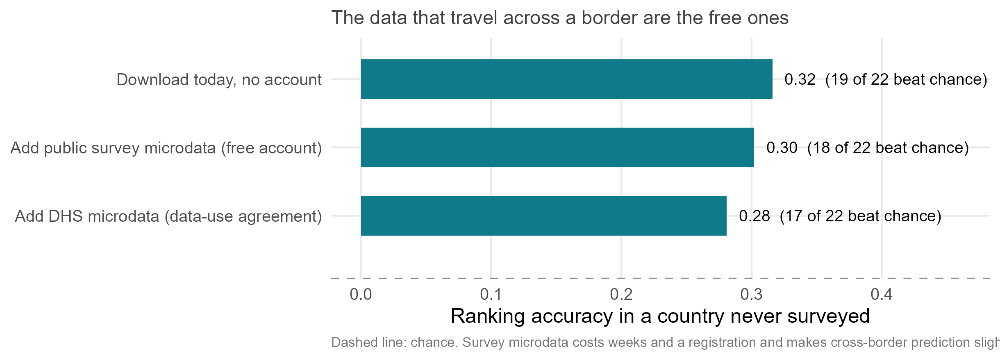 The data that travel across a border are the free ones
Download today, no account
0.32  (19 of 22 beat chance)
Add public survey microdata (free account)
0.30  (18 of 22 beat chance)
Add DHS microdata (data-use agreement)
0.28  (17 of 22 beat chance)
0.0 0.1 0.2 0.3 0.4
Ranking accuracy in a country never surveyed
Dashed line: chance. Survey microdata costs weeks and a registration and makes cross-border prediction